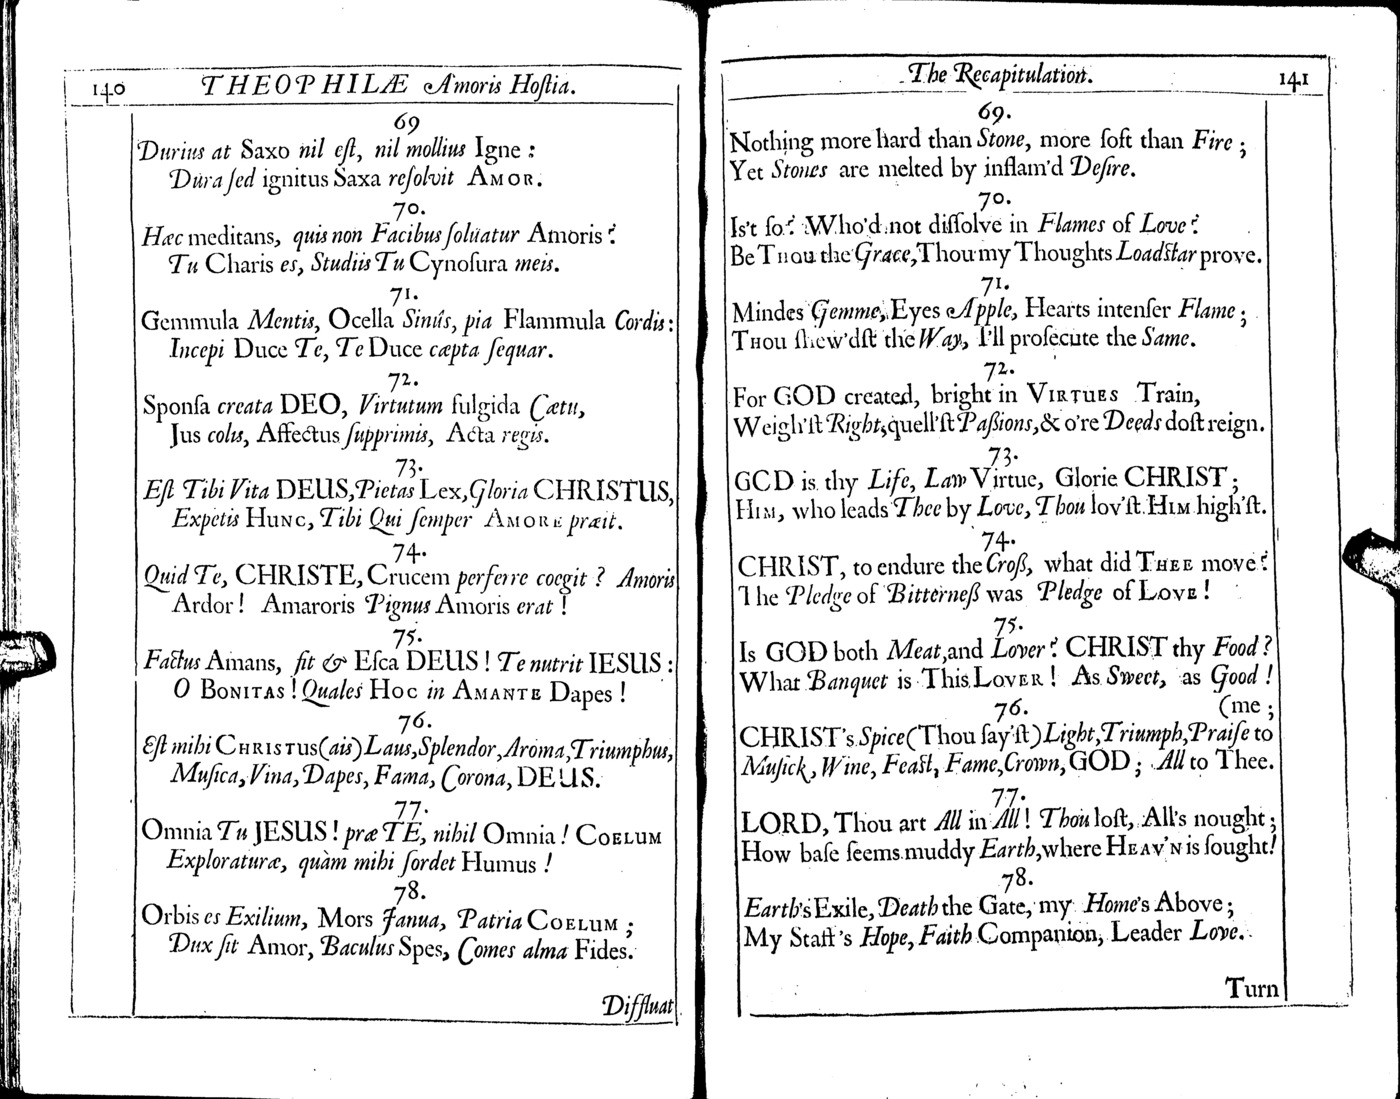 140 THEOPHILÆ Amoris Hoſtia.
69
Durius at Saxo nil eſt, nil mollius Igne :
Dura ſed ignitus Saxa reſolvit AMOR.
70.
Hæc meditans, quis non Facibus ſolvatur Amoris?
Tu Charis es, Studiis Tu Cynoſura meis.
71.
Gemmula Mentis, Ocella Sinûs, pia Flammula Cordis:
Incepi Duce Te, Te Duce cæpta ſequar.
72.
Sponſa creata DEO, Virtutum fulgida Cætu,
Jus colis, Affectus ſupprimis, Acta regis.
73.
Eſt Tibi Vita DEUS, Pietas Lex, Gloria CHRISTUS,
Expetis HUNC, Tibi Qui ſemper AMORE præit.
74.
Quid Te, CHRISTE, Crucem perferre coegit ? Amoris
Ardor ! Amaroris Pignus Amoris erat !
75.
Factus Amans, ſit & Eſca DEUS ! Te nutrit IESUS :
O BONITAS ! Quales HOC in AMANTE Dapes !
76.
Eſt mihi CHRISTUS (ais) Laus, Splendor, Aroma, Triumphus,
Muſica, Vina, Dapes, Fama, Corona, DEUS.
77.
Omnia Tu JESUS ! præ TE, nihil Omnia ! COELUM
Exploraturæ, quàm mihi ſordet Humus !
78.
Orbis es Exilium, Mors Janua, Patria COELUM ;
Dux ſit Amor, Baculus Spes, Comes alma Fides.
Diffluat
The Recapitulation. 141
69.
Nothing more hard than Stone, more ſoft than Fire ;
Yet Stones are melted by inflam'd Deſire.
70.
Is't ſo? Who'd not diſſolve in Flames of Love?
Be THOU the Grace, Thou my Thoughts Loadſtar prove.
71.
Mindes Gemme, Eyes Apple, Hearts intenſer Flame ;
THOU ſhew'dſt the Way, I'll proſecute the Same.
72.
For GOD created, bright in VIRTUES Train,
Weigh'ſt Right, quell'ſt Paſſions, & o're Deeds doſt reign.
73.
GOD is thy Life, Law Virtue, Glorie CHRIST ;
HIM, who leads Thee by Love, Thou lov'ſt HIM high'ſt.
74.
CHRIST, to endure the Croſs, what did THEE move?
The Pledge of Bitterneſs was Pledge of LOVE !
75.
Is GOD both Meat, and Lover? CHRIST thy Food ?
What Banquet is This LOVER ! As Sweet, as Good !
76. (me ;
CHRIST's Spice (Thou ſay'ſt) Light, Triumph, Praiſe to
Muſick, Wine, Feaſt, Fame, Crown, GOD ; All to Thee.
77.
LORD, Thou art All in All ! Thou loſt, All's nought ;
How baſe ſeems muddy Earth, where HEAV'N is ſought!
78.
Earth's Exile, Death the Gate, my Home's Above ;
My Staff's Hope, Faith Companion, Leader Love.
Turn